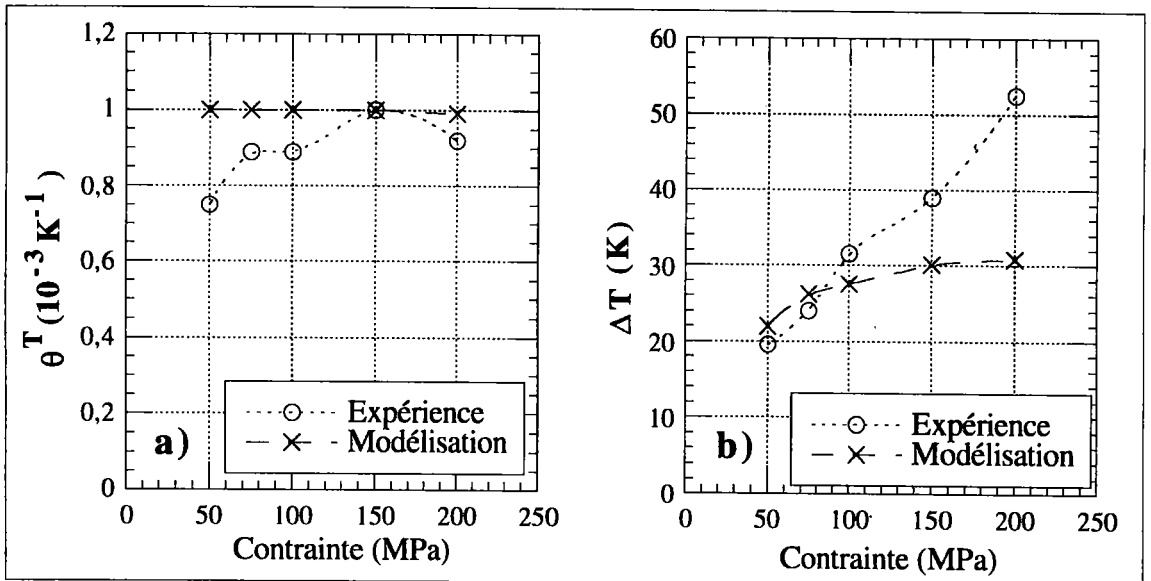 1,2
1
0,8
0,6
0,4
0,2
0
θᵀ (10⁻³ K⁻¹)
0 50 100 150 200 250
Contrainte (MPa)
Expérience
Modélisation
a)
60
50
40
30
20
10
0
ΔT (K)
0 50 100 150 200 250
Contrainte (MPa)
Expérience
Modélisation
b)